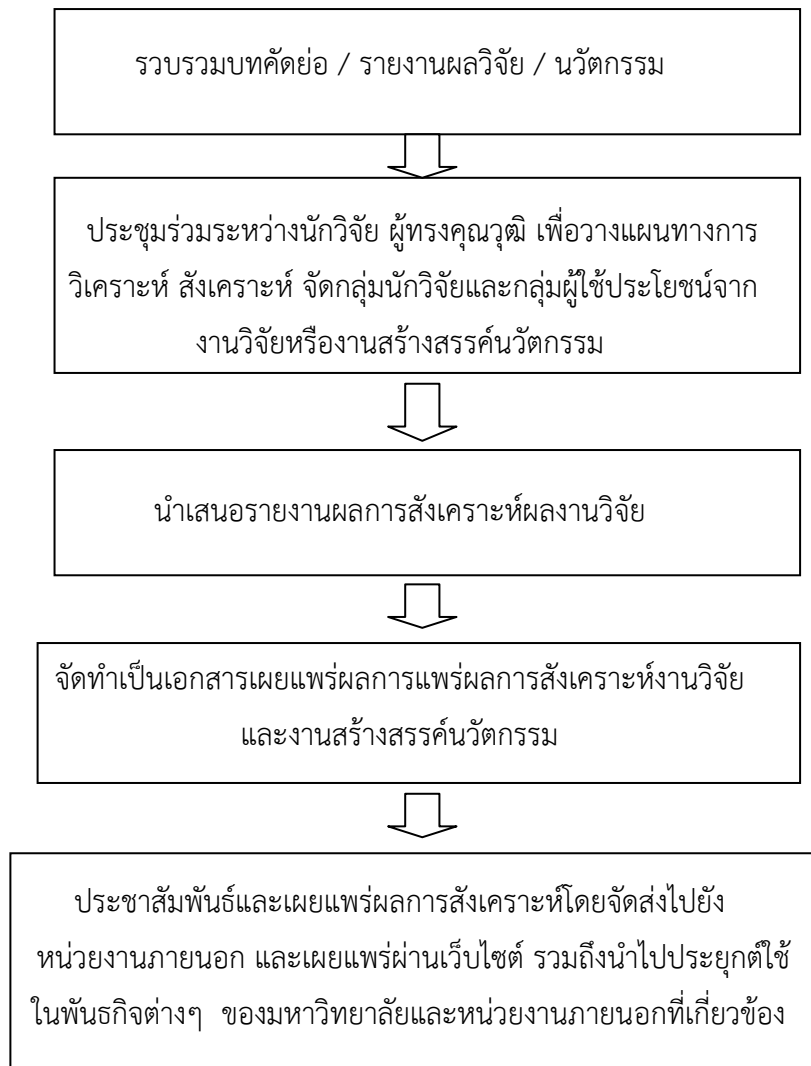 รวบรวมบทคัดย่อ / รายงานผลวิจัย / นวัตกรรม
ประชุมร่วมระหว่างนักวิจัย ผู้ทรงคุณวุฒิ เพื่อวางแผนทางการ
วิเคราะห์ สังเคราะห์ จัดกลุ่มนักวิจัยและกลุ่มผู้ใช้ประโยชน์จาก
งานวิจัยหรืองานสร้างสรรค์นวัตกรรม
นำเสนอรายงานผลการสังเคราะห์ผลงานวิจัย
จัดทำเป็นเอกสารเผยแพร่ผลการแพร่ผลการสังเคราะห์งานวิจัย
และงานสร้างสรรค์นวัตกรรม
ประชาสัมพันธ์และเผยแพร่ผลการสังเคราะห์โดยจัดส่งไปยัง
หน่วยงานภายนอก และเผยแพร่ผ่านเว็บไซต์ รวมถึงนำไปประยุกต์ใช้
ในพันธกิจต่างๆ ของมหาวิทยาลัยและหน่วยงานภายนอกที่เกี่ยวข้อง